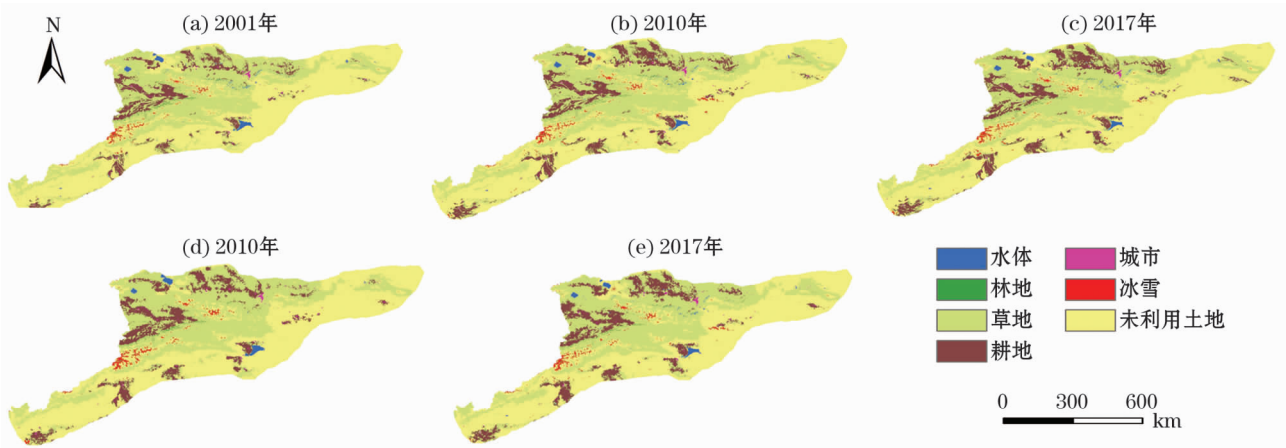 N
(a) 2001年
(b) 2010年
(c) 2017年
(d) 2010年
(e) 2017年
水体
城市
林地
冰雪
草地
未利用土地
耕地
0 300 600
km